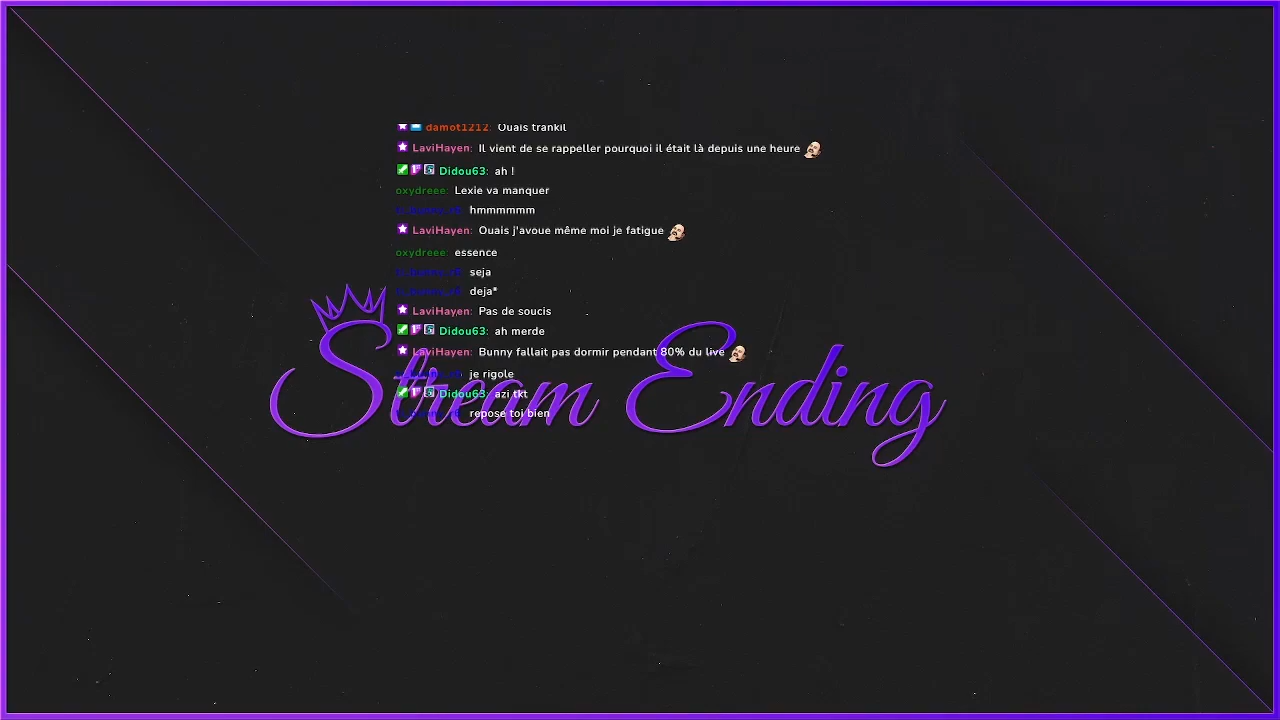 damot1212: Ouais trankil
LaviHayen: Il vient de se rappeller pourquoi il était là depuis une heure
Didou63: ah !
oxydreee: Lexie va manquer
hmmmmmm
LaviHayen: Ouais j'avoue même moi je fatigue
oxydreee: essence
seja
deja*
LaviHayen: Pas de soucis
Didou63: ah merde
LaviHayen: Bunny fallait pas dormir pendant 80% du live
je rigole
Didou63: azi tkt
repose toi bien
Stream Ending